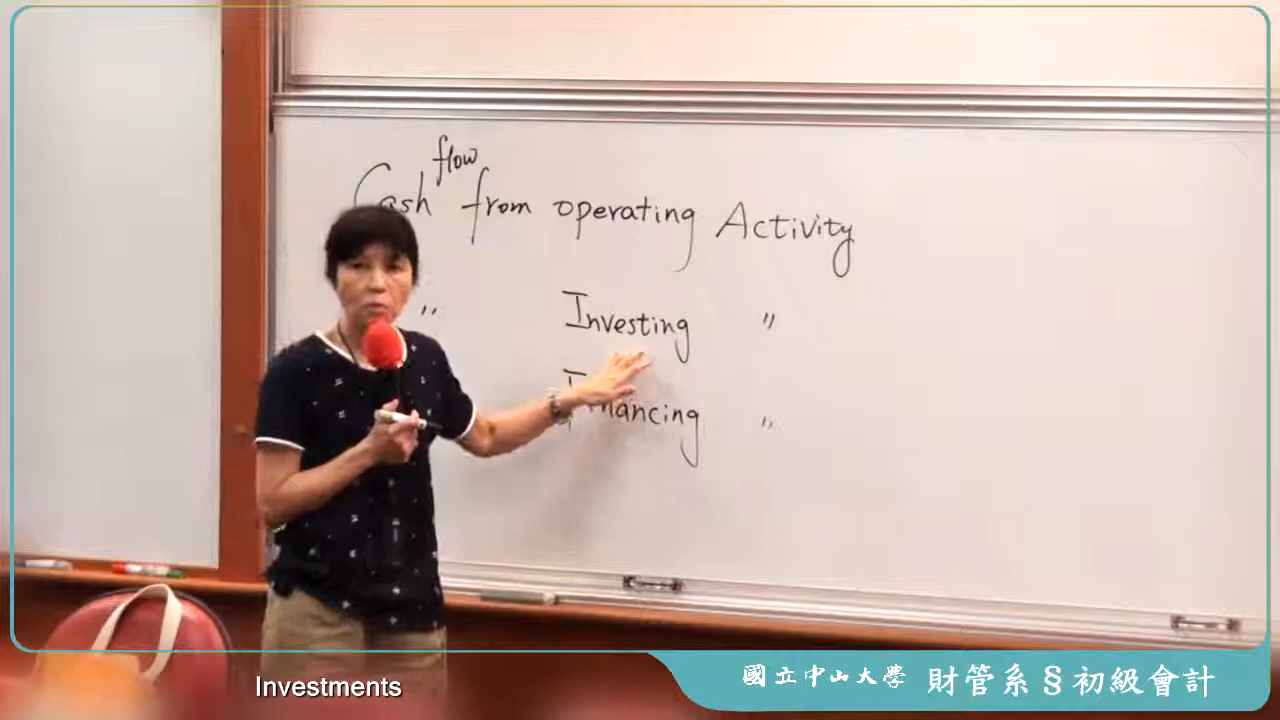 flow
Cash from operating Activity
" Investing "
Financing "
Investments
國立中山大學 財管系§初級會計